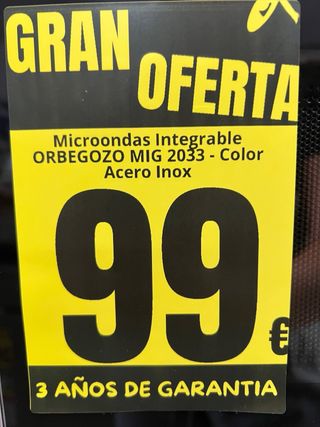 GRAN
OFERTA
Microondas Integrable
ORBEGOZO MIG 2033 - Color
Acero Inox
99€
3 AÑOS DE GARANTIA